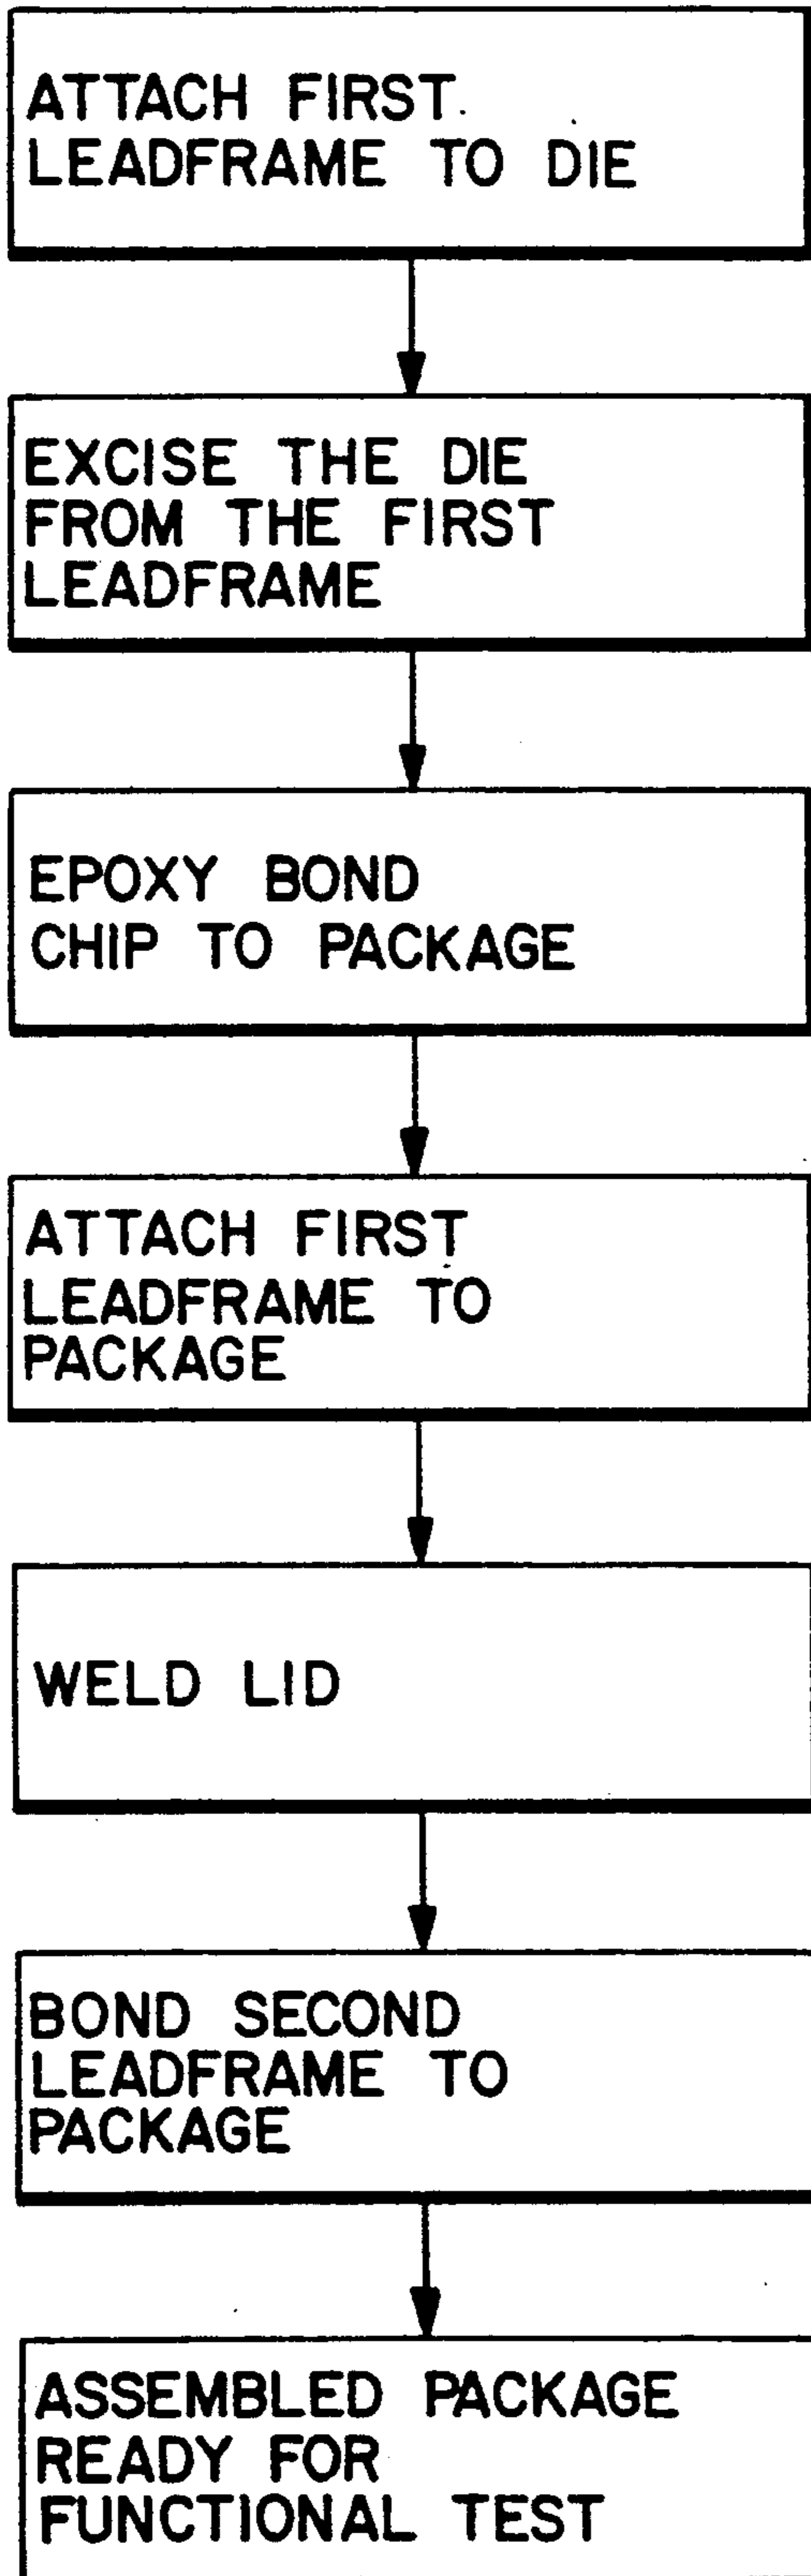 ATTACH FIRST
LEADFRAME TO DIE
EXCISE THE DIE
FROM THE FIRST
LEADFRAME
EPOXY BOND
CHIP TO PACKAGE
ATTACH FIRST
LEADFRAME TO
PACKAGE
WELD LID
BOND SECOND
LEADFRAME TO
PACKAGE
ASSEMBLED PACKAGE
READY FOR
FUNCTIONAL TEST